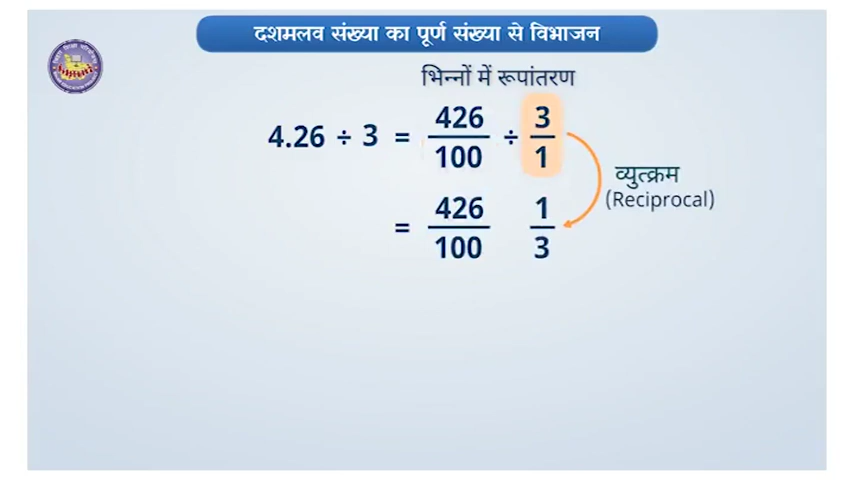 दशमलव संख्या का पूर्ण संख्या से विभाजन
भिन्नों में रूपांतरण
4.26 ÷ 3 = 426/100 ÷ 3/1
व्युत्क्रम
(Reciprocal)
= 426/100 1/3